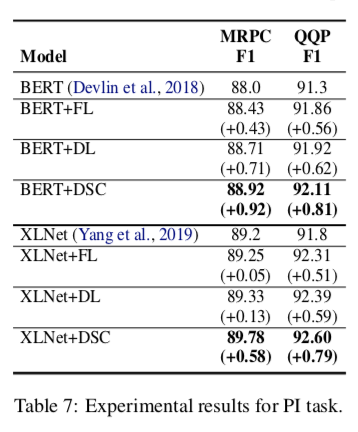 MRPC QQP
Model F1 F1
BERT (Devlin et al., 2018) 88.0 91.3
BERT+FL 88.43 91.86
(+0.43) (+0.56)
BERT+DL 88.71 91.92
(+0.71) (+0.62)
BERT+DSC 88.92 92.11
(+0.92) (+0.81)
XLNet (Yang et al., 2019) 89.2 91.8
XLNet+FL 89.25 92.31
(+0.05) (+0.51)
XLNet+DL 89.33 92.39
(+0.13) (+0.59)
XLNet+DSC 89.78 92.60
(+0.58) (+0.79)
Table 7: Experimental results for PI task.